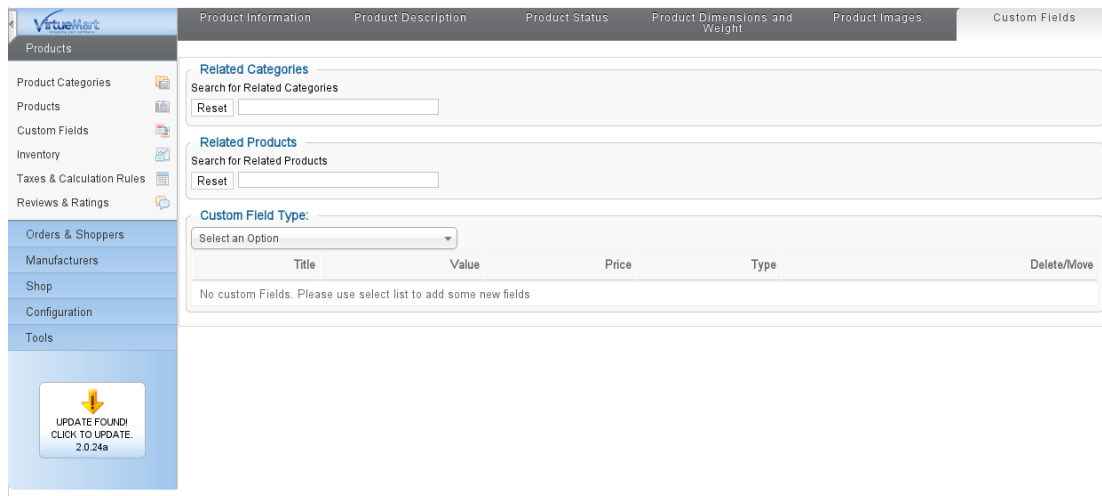 VirtueMart
Product Information
Product Description
Product Status
Product Dimensions and
Weight
Product Images
Custom Fields
Products
Product Categories
Products
Custom Fields
Inventory
Taxes & Calculation Rules
Reviews & Ratings
Orders & Shoppers
Manufacturers
Shop
Configuration
Tools
UPDATE FOUND!
CLICK TO UPDATE.
2.0.24a
Related Categories
Search for Related Categories
Reset
Related Products
Search for Related Products
Reset
Custom Field Type:
Select an Option
Title Value Price Type Delete/Move
No custom Fields. Please use select list to add some new fields